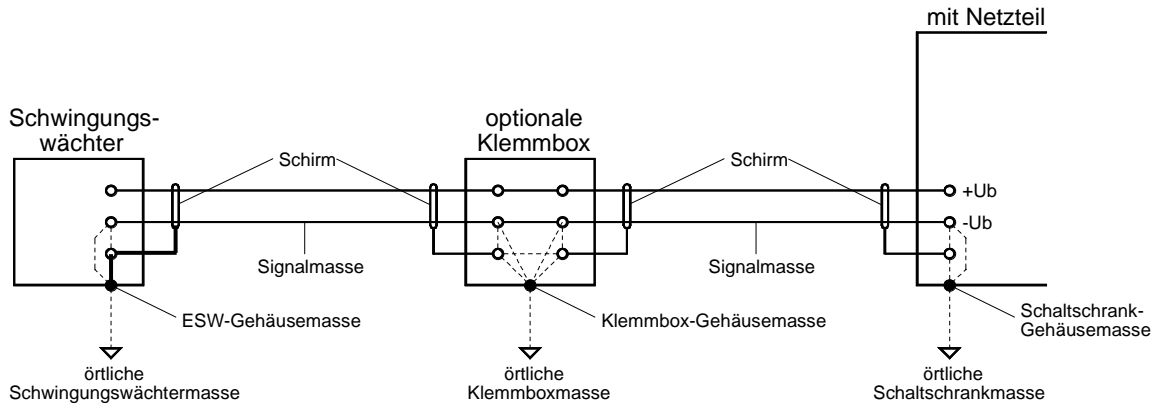 mit Netzteil
Schwingungs-
wächter
optionale
Klemmbox
Schirm
Schirm
+Ub
-Ub
Signalmasse
Signalmasse
ESW-Gehäusemasse
Klemmbox-Gehäusemasse
Schaltschrank-
Gehäusemasse
örtliche
Schwingungswächtermasse
örtliche
Klemmboxmasse
örtliche
Schaltschrankmasse